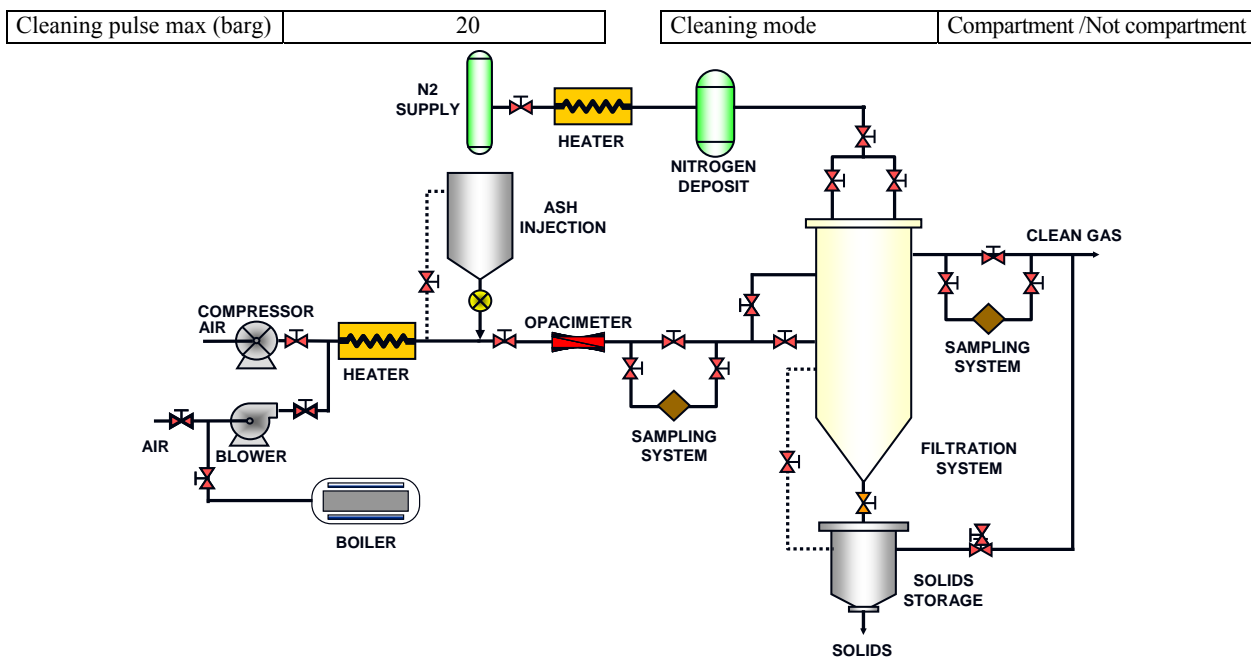 Cleaning pulse max (barg) 20 Cleaning mode Compartment /Not compartment
N2
SUPPLY
HEATER
NITROGEN
DEPOSIT
ASH
INJECTION
CLEAN GAS
COMPRESSOR
AIR
OPACIMETER
HEATER
SAMPLING
SYSTEM
AIR
BLOWER
SAMPLING
SYSTEM
FILTRATION
SYSTEM
BOILER
SOLIDS
STORAGE
SOLIDS